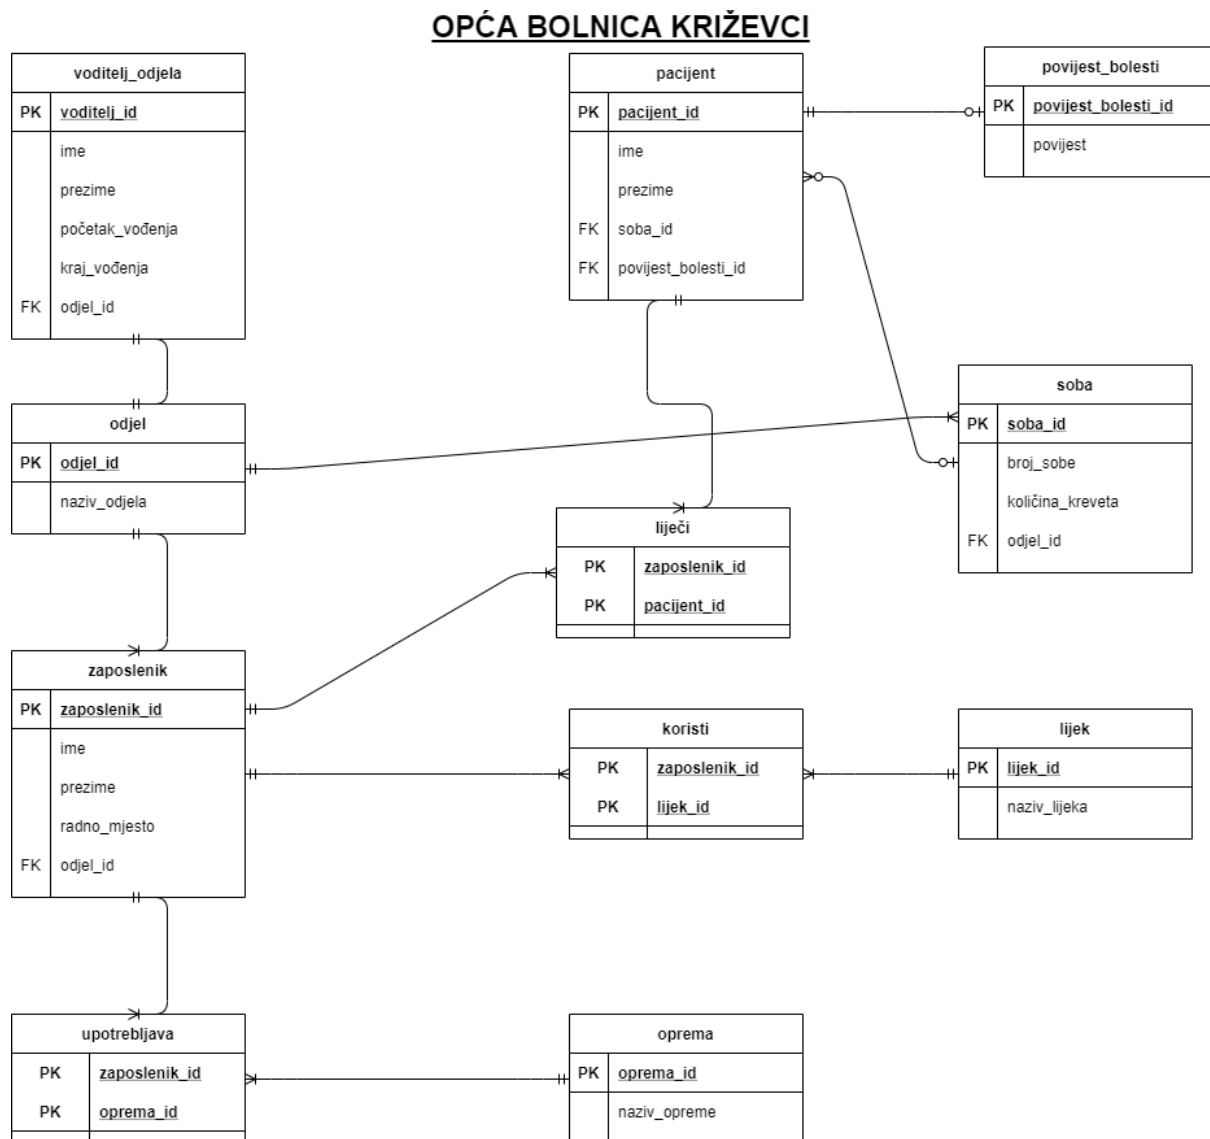 OPĆA BOLNICA KRIŽEVCI
voditelj_odjela
PK voditelj_id
ime
prezime
početak_vođenja
kraj_vođenja
FK odjel_id
pacijent
PK pacijent_id
ime
prezime
FK soba_id
FK povijest_bolesti_id
povijest_bolesti
PK povijest_bolesti_id
povijest
odjel
PK odjel_id
naziv_odjela
soba
PK soba_id
broj_sobe
količina_kreveta
FK odjel_id
liječi
PK zaposlenik_id
PK pacijent_id
zaposlenik
PK zaposlenik_id
ime
prezime
radno_mjesto
FK odjel_id
koristi
PK zaposlenik_id
PK lijek_id
lijek
PK lijek_id
naziv_lijeka
upotrebljava
PK zaposlenik_id
PK oprema_id
oprema
PK oprema_id
naziv_opreme